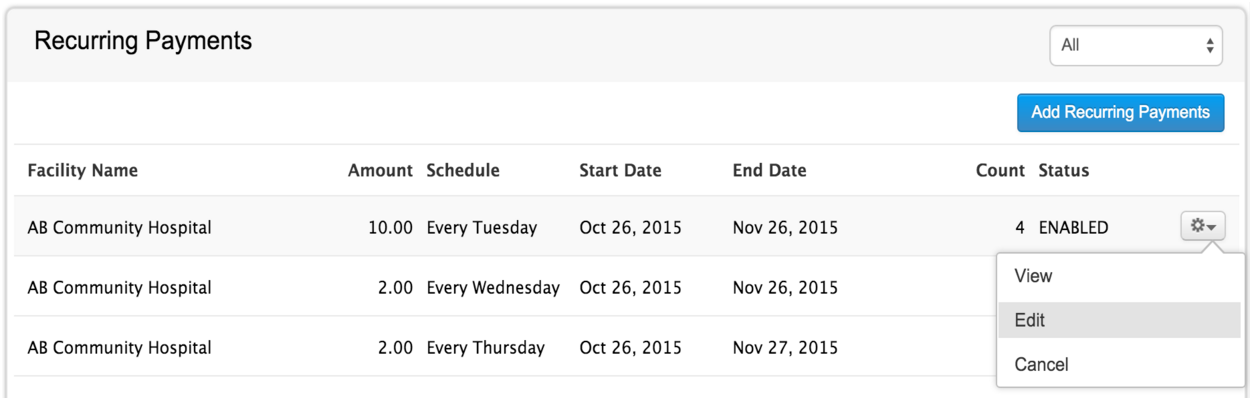 Recurring Payments
All
Add Recurring Payments
Facility Name Amount Schedule Start Date End Date Count Status
AB Community Hospital 10.00 Every Tuesday Oct 26, 2015 Nov 26, 2015 4 ENABLED
View
AB Community Hospital 2.00 Every Wednesday Oct 26, 2015 Nov 26, 2015
Edit
AB Community Hospital 2.00 Every Thursday Oct 26, 2015 Nov 27, 2015
Cancel